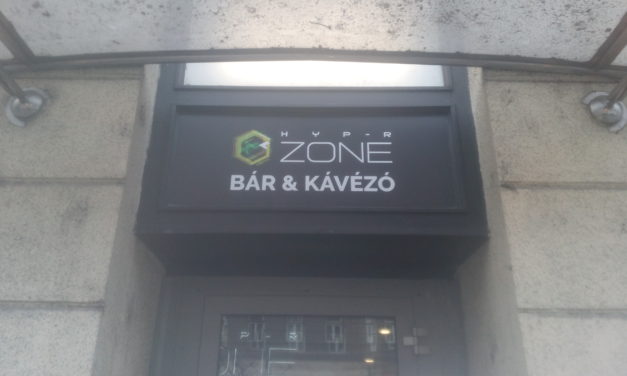 HYP-R
ZONE
BÁR & KÁVÉZÓ